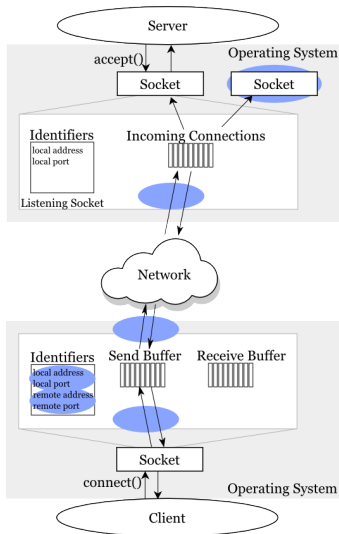 Server
accept()
Operating System
Socket
Socket
Identifiers
local address
local port
Incoming Connections
Listening Socket
Network
Identifiers
local address
local port
remote address
remote port
Send Buffer
Receive Buffer
Socket
connect()
Operating System
Client